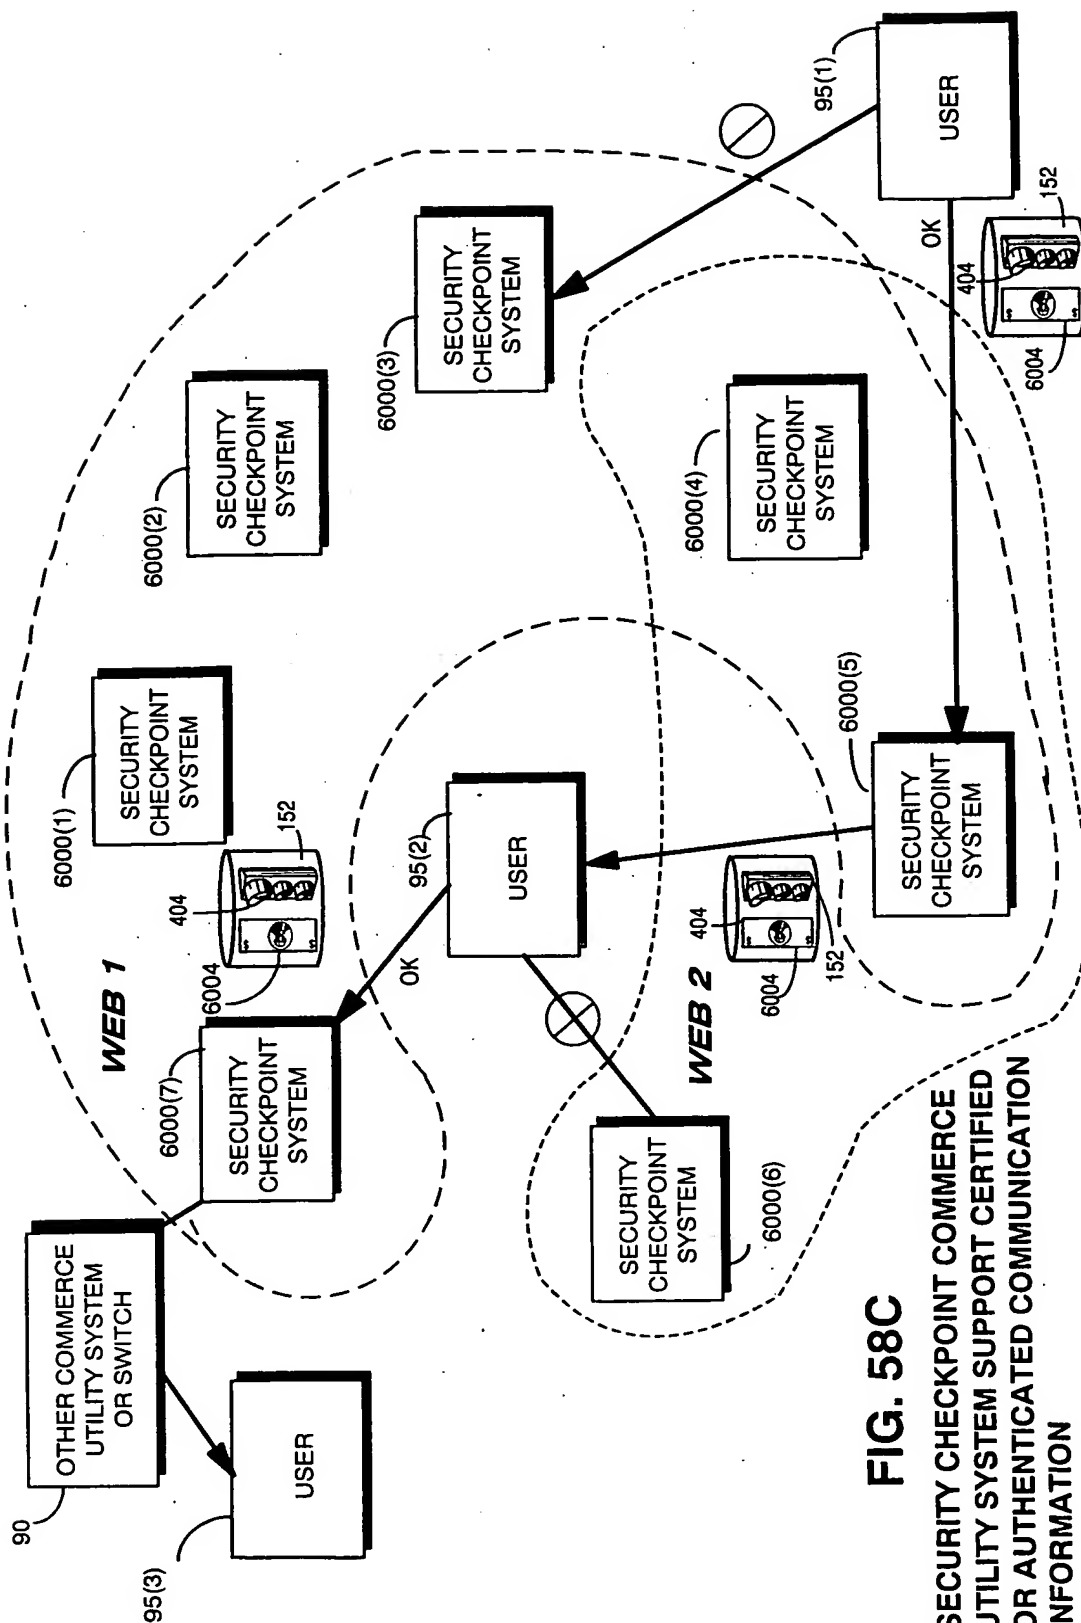 90
OTHER COMMERCE
UTILITY SYSTEM
OR SWITCH
95(3)
USER
WEB 1
6000(7)
SECURITY
CHECKPOINT
SYSTEM
6004
404
152
6000(1)
SECURITY
CHECKPOINT
SYSTEM
6000(2)
SECURITY
CHECKPOINT
SYSTEM
6000(3)
SECURITY
CHECKPOINT
SYSTEM
OK
95(2)
USER
6000(4)
SECURITY
CHECKPOINT
SYSTEM
95(1)
USER
OK
404
152
6004
SECURITY
CHECKPOINT
SYSTEM
6000(6)
WEB 2
404
6004
152
6000(5)
SECURITY
CHECKPOINT
SYSTEM
FIG. 58C
SECURITY CHECKPOINT COMMERCE
UTILITY SYSTEM SUPPORT CERTIFIED
OR AUTHENTICATED COMMUNICATION
INFORMATION